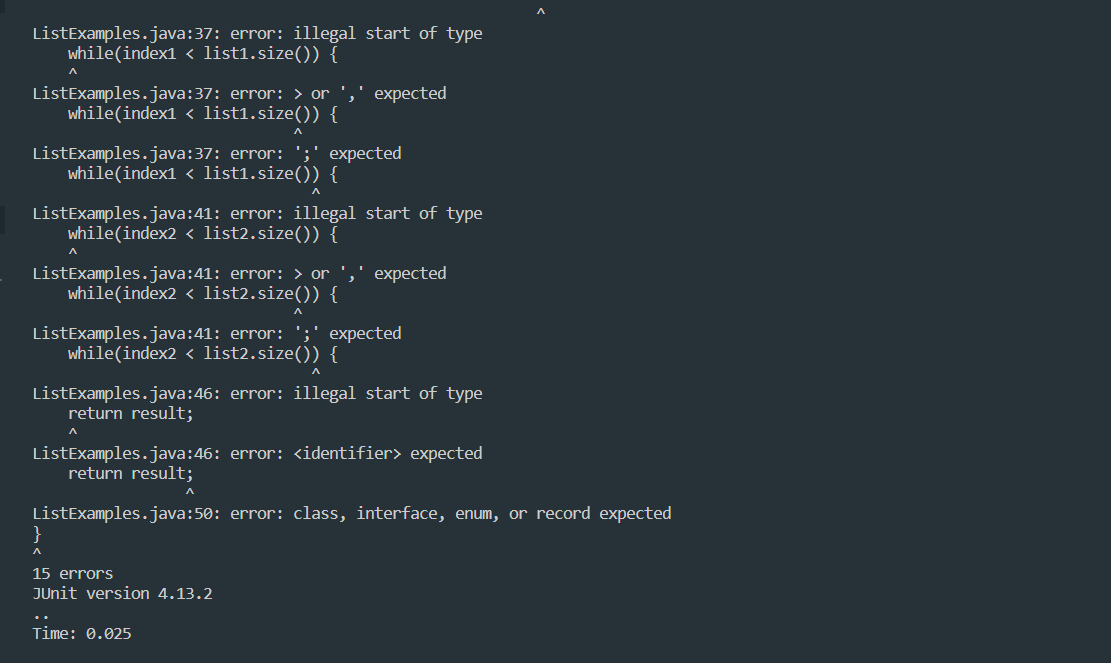 ^
ListExamples.java:37: error: illegal start of type
    while(index1 < list1.size()) {
    ^
ListExamples.java:37: error: > or ',' expected
    while(index1 < list1.size()) {
                             ^
ListExamples.java:37: error: ';' expected
    while(index1 < list1.size()) {
                               ^
ListExamples.java:41: error: illegal start of type
    while(index2 < list2.size()) {
    ^
ListExamples.java:41: error: > or ',' expected
    while(index2 < list2.size()) {
                             ^
ListExamples.java:41: error: ';' expected
    while(index2 < list2.size()) {
                               ^
ListExamples.java:46: error: illegal start of type
    return result;
    ^
ListExamples.java:46: error: <identifier> expected
    return result;
                 ^
ListExamples.java:50: error: class, interface, enum, or record expected
}
^
15 errors
JUnit version 4.13.2
..
Time: 0.025